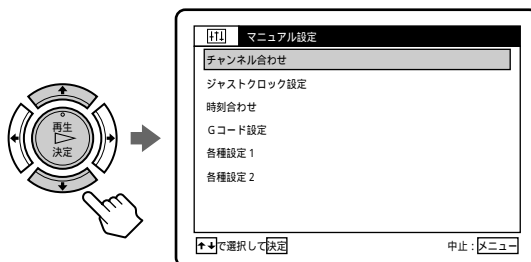 再生
決定
マニュアル設定
チャンネル合わせ
ジャストクロック設定
時刻合わせ
Gコード設定
各種設定 1
各種設定 2
↑↓で選択して決定
中止：メニュー